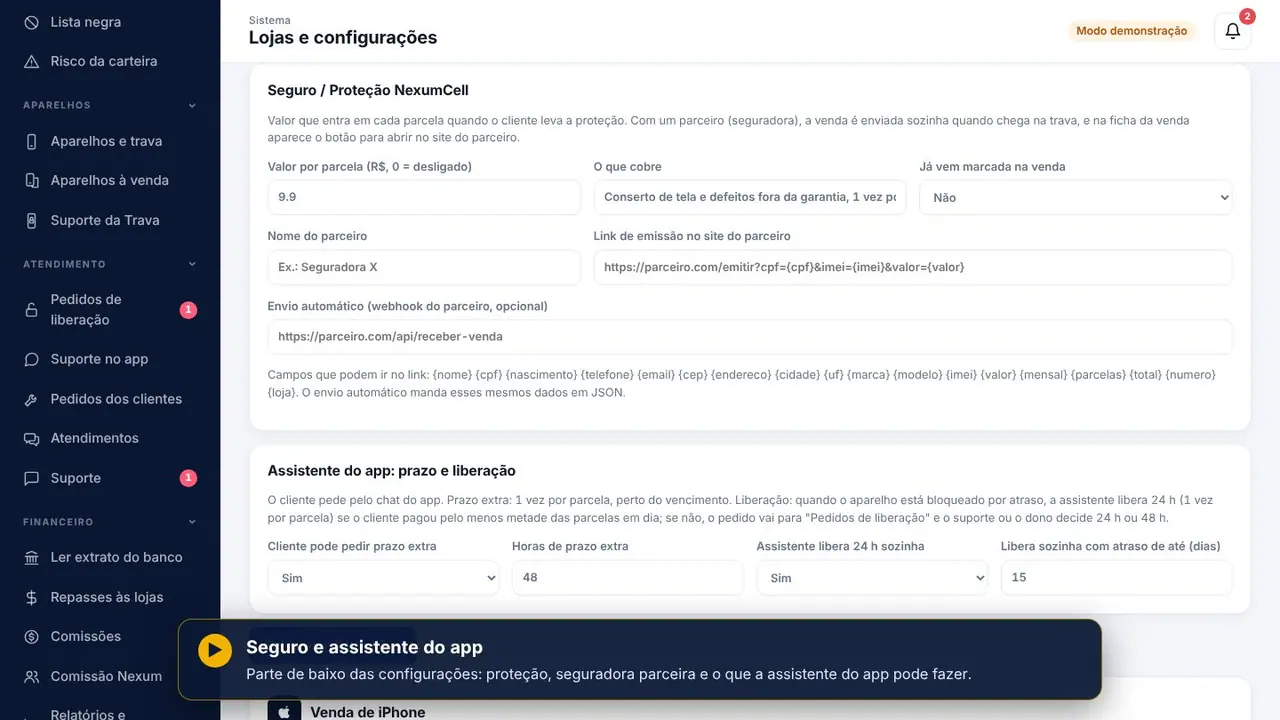 Lista negra
Risco da carteira
APARELHOS
Aparelhos e trava
Aparelhos à venda
Suporte da Trava
ATENDIMENTO
Pedidos de
liberação
1
Suporte no app
Pedidos dos clientes
Atendimentos
Suporte
1
FINANCEIRO
Ler extrato do banco
Repasses às lojas
Comissões
Comissão Nexum
Relatórios e
Sistema
Lojas e configurações
Modo demonstração
2
Seguro / Proteção NexumCell
Valor que entra em cada parcela quando o cliente leva a proteção. Com um parceiro (seguradora), a venda é enviada sozinha quando chega na trava, e na ficha da venda
aparece o botão para abrir no site do parceiro.
Valor por parcela (R$, 0 = desligado)
9.9
O que cobre
Conserto de tela e defeitos fora da garantia, 1 vez
Já vem marcada na venda
Não
Nome do parceiro
Ex.: Seguradora X
Link de emissão no site do parceiro
https://parceiro.com/emitir?cpf={cpf}&imei={imei}&valor={valor}
Envio automático (webhook do parceiro, opcional)
https://parceiro.com/api/receber-venda
Campos que podem ir no link: {nome} {cpf} {nascimento} {telefone} {email} {cep} {endereco} {cidade} {uf} {marca} {modelo} {imei} {valor} {mensal} {parcelas} {total} {numero}
{loja}. O envio automático manda esses mesmos dados em JSON.
Assistente do app: prazo e liberação
O cliente pede pelo chat do app. Prazo extra: 1 vez por parcela, perto do vencimento. Liberação: quando o aparelho está bloqueado por atraso, a assistente libera 24 h (1 vez
por parcela) se o cliente pagou pelo menos metade das parcelas em dia; se não, o pedido vai para "Pedidos de liberação" e o suporte ou o dono decide 24 h ou 48 h.
Cliente pode pedir prazo extra
Sim
Horas de prazo extra
48
Assistente libera 24 h sozinha
Sim
Libera sozinha com atraso de até (dias)
15
Seguro e assistente do app
Parte de baixo das configurações: proteção, seguradora parceira e o que a assistente do app pode fazer.
Venda de iPhone